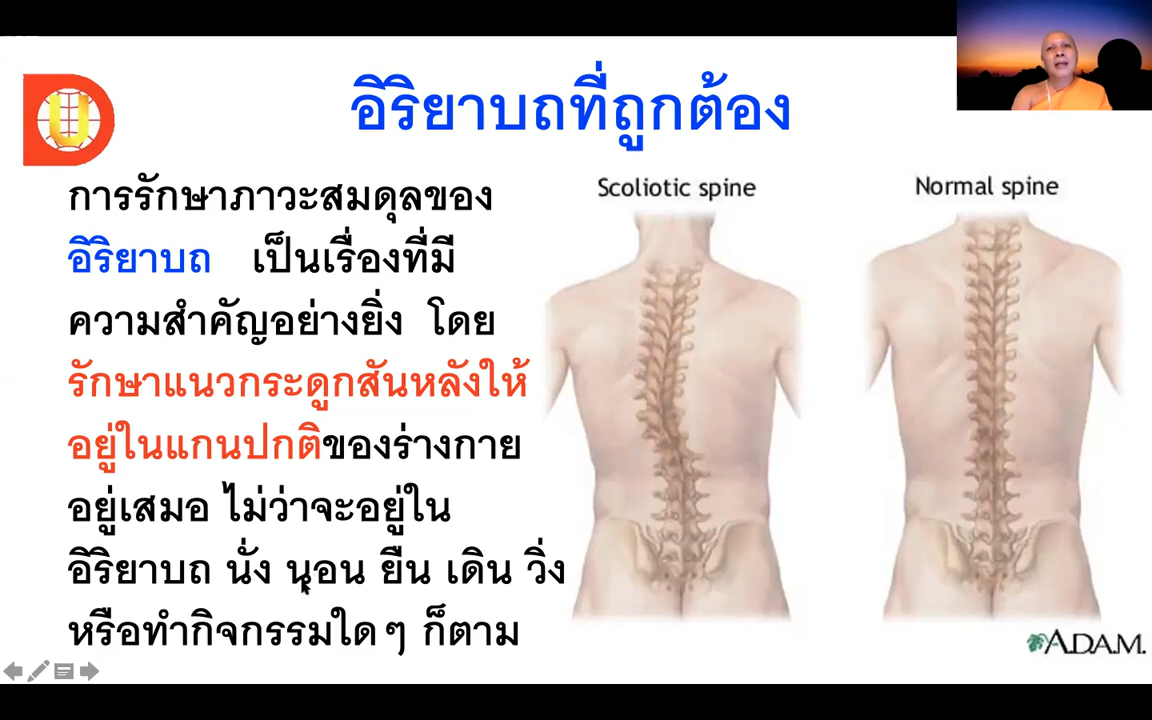 อิริยาบถที่ถูกต้อง
U
การรักษาภาวะสมดุลของ
อิริยาบถ เป็นเรื่องที่มี
ความสำคัญอย่างยิ่ง โดย
รักษาแนวกระดูกสันหลังให้
อยู่ในแกนปกติของร่างกาย
อยู่เสมอ ไม่ว่าจะอยู่ใน
อิริยาบถ นั่ง นอน ยืน เดิน วิ่ง
หรือทำกิจกรรมใดๆ ก็ตาม
Scoliotic spine
Normal spine
A.D.A.M.